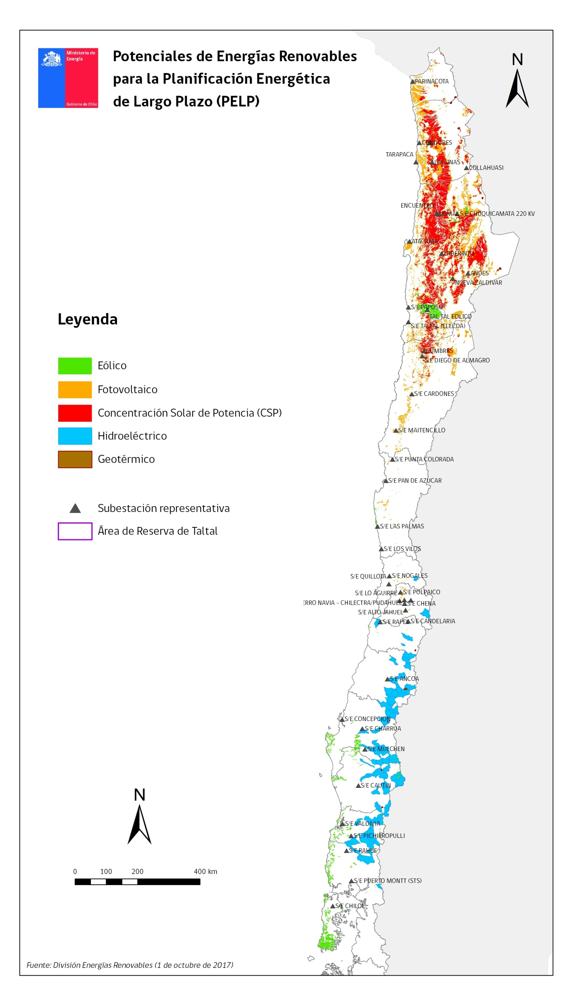 Ministerio de
Energía
Gobierno de Chile
Potenciales de Energías Renovables
para la Planificación Energética
de Largo Plazo (PELP)
N
PARINACOTA
CONDORES
TARAPACA
LAGUNAS
COLLAHUASI
ENCUENTRO
KIMAL
S/E CHUQUICAMATA 220 KV
ATACAMA
LABERINTO
ANDES
NUEVA ZALDIVAR
S/E PAPOSO
TAL TAL EOLICO
S/E TALTAL (ELECDA)
CUMBRES
S/E DIEGO DE ALMAGRO
S/E CARDONES
S/E MAITENCILLO
S/E PUNTA COLORADA
S/E PAN DE AZUCAR
S/E LAS PALMAS
S/E LOS VILOS
S/E QUILLOTA
S/E NOGALES
S/E LO AGUIRRE
S/E POLPAICO
ERRO NAVIA - CHILECTRA/PUDAHUEL
S/E CHENA
S/E ALTO JAHUEL
S/E RAPEL
S/E CANDELARIA
S/E ANCOA
S/E CONCEPCION
S/E CHARRUA
S/E MULCHEN
S/E CAUTIN
S/E VALDIVIA
S/E PICHIRROPULLI
S/E RAHUE
S/E PUERTO MONTT (STS)
S/E CHILOE
Leyenda
Eólico
Fotovoltaico
Concentración Solar de Potencia (CSP)
Hidroeléctrico
Geotérmico
Subestación representativa
Área de Reserva de Taltal
N
0 100 200 400 km
Fuente: División Energías Renovables (1 de octubre de 2017)